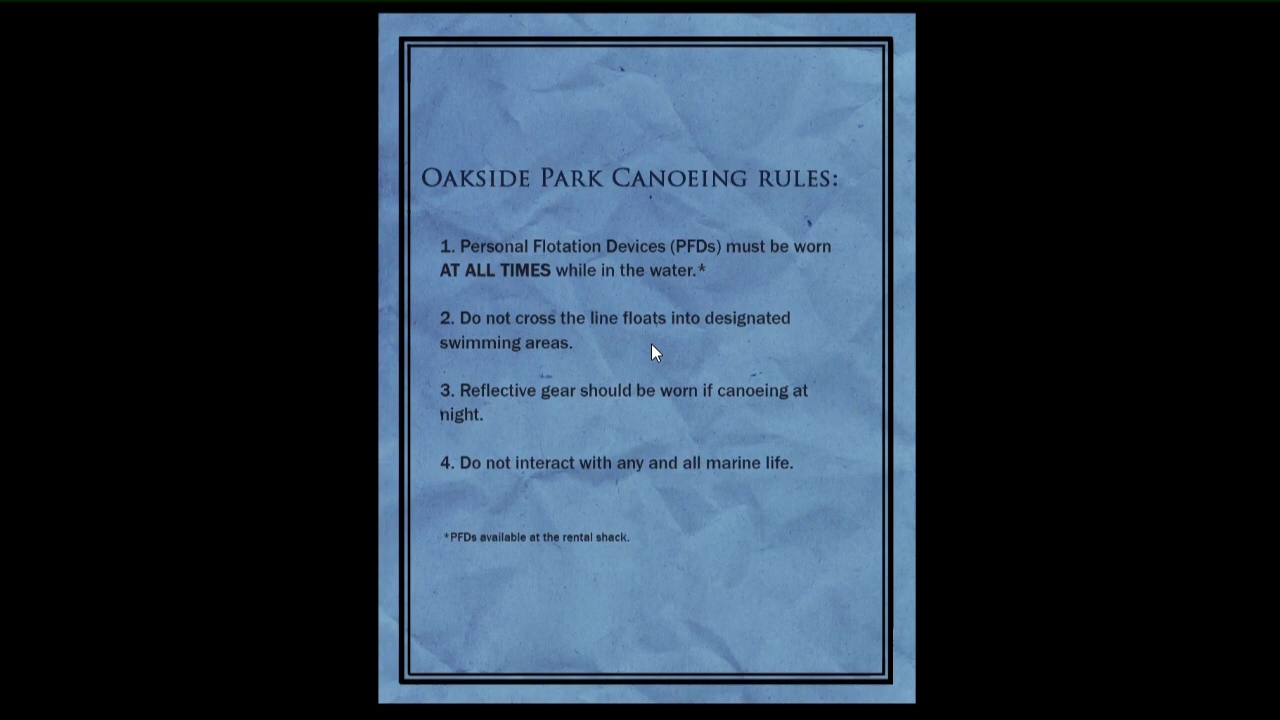 Oakside Park Canoeing rules:
1. Personal Flotation Devices (PFDs) must be worn
AT ALL TIMES while in the water.*
2. Do not cross the line floats into designated
swimming areas.
3. Reflective gear should be worn if canoeing at
night.
4. Do not interact with any and all marine life.
*PFDs available at the rental shack.